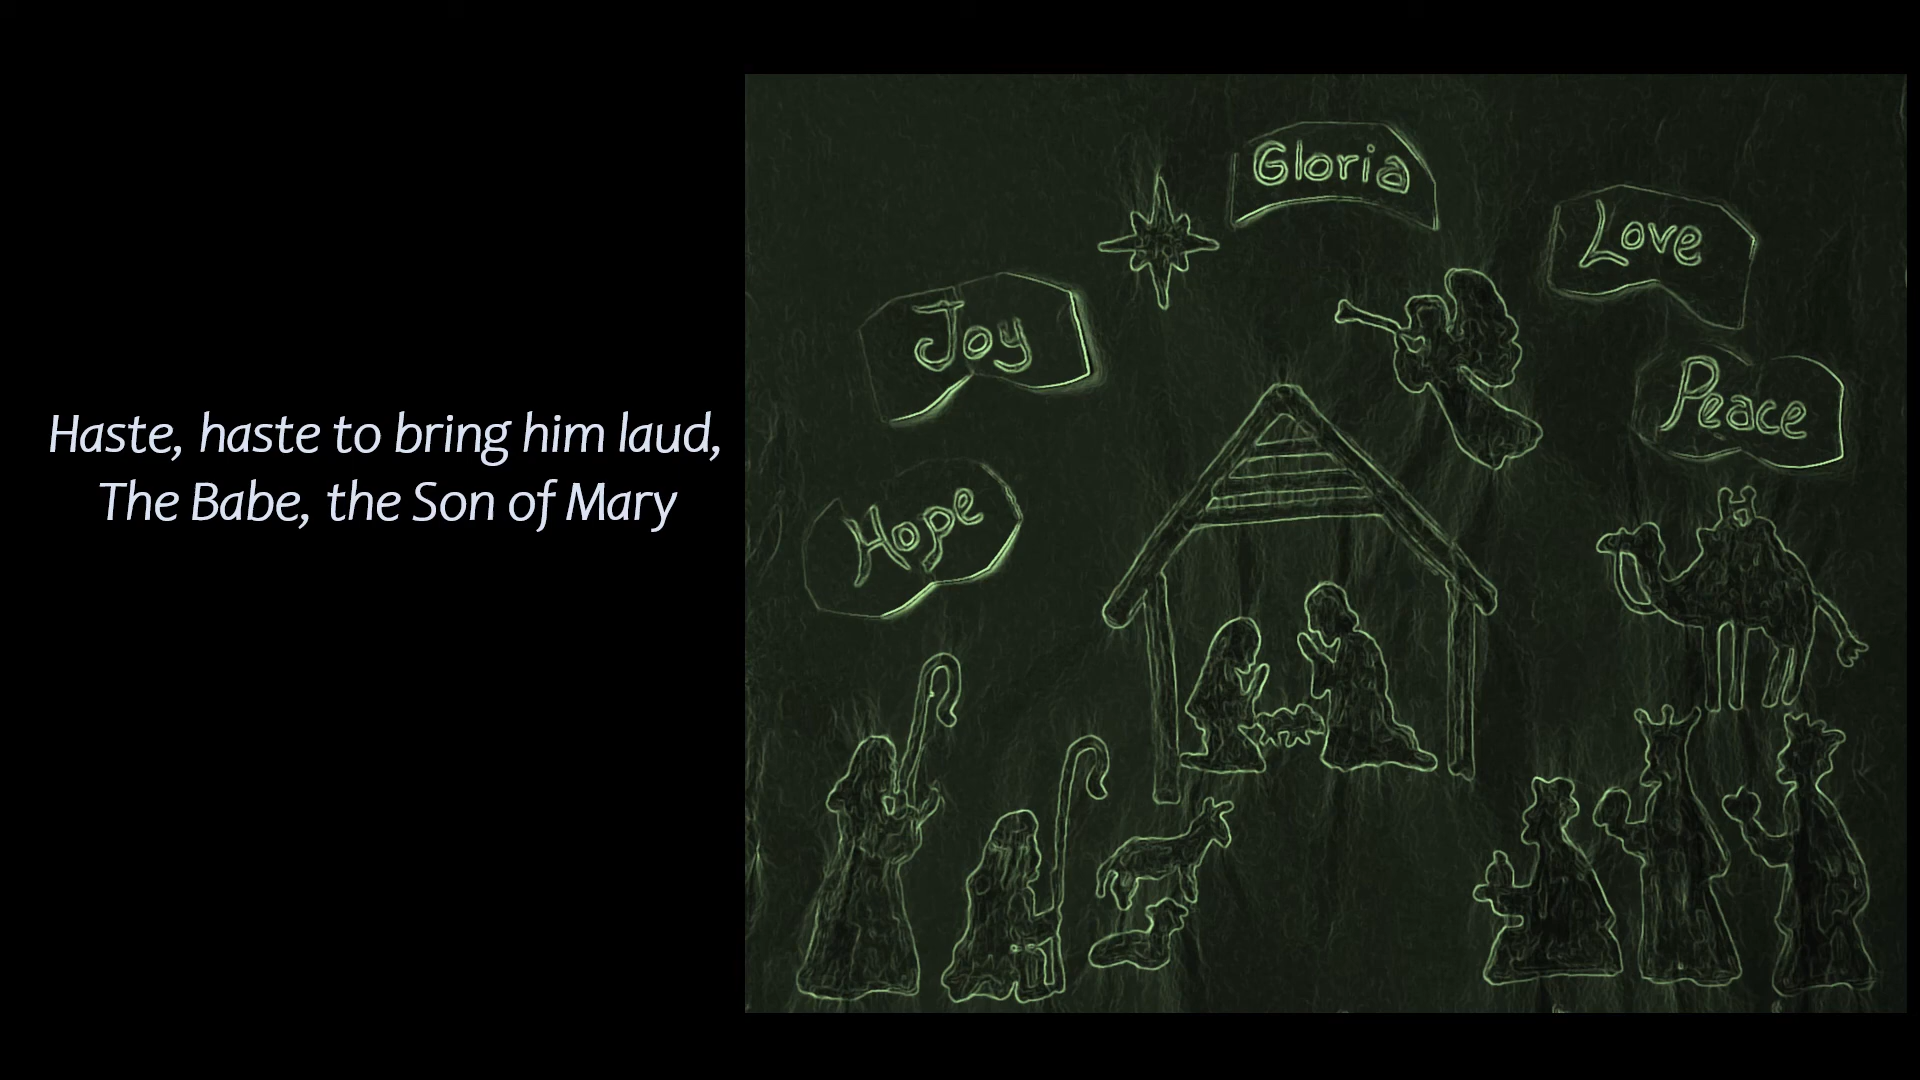 Haste, haste to bring him laud,
The Babe, the Son of Mary
Gloria
Love
Joy
Peace
Hope